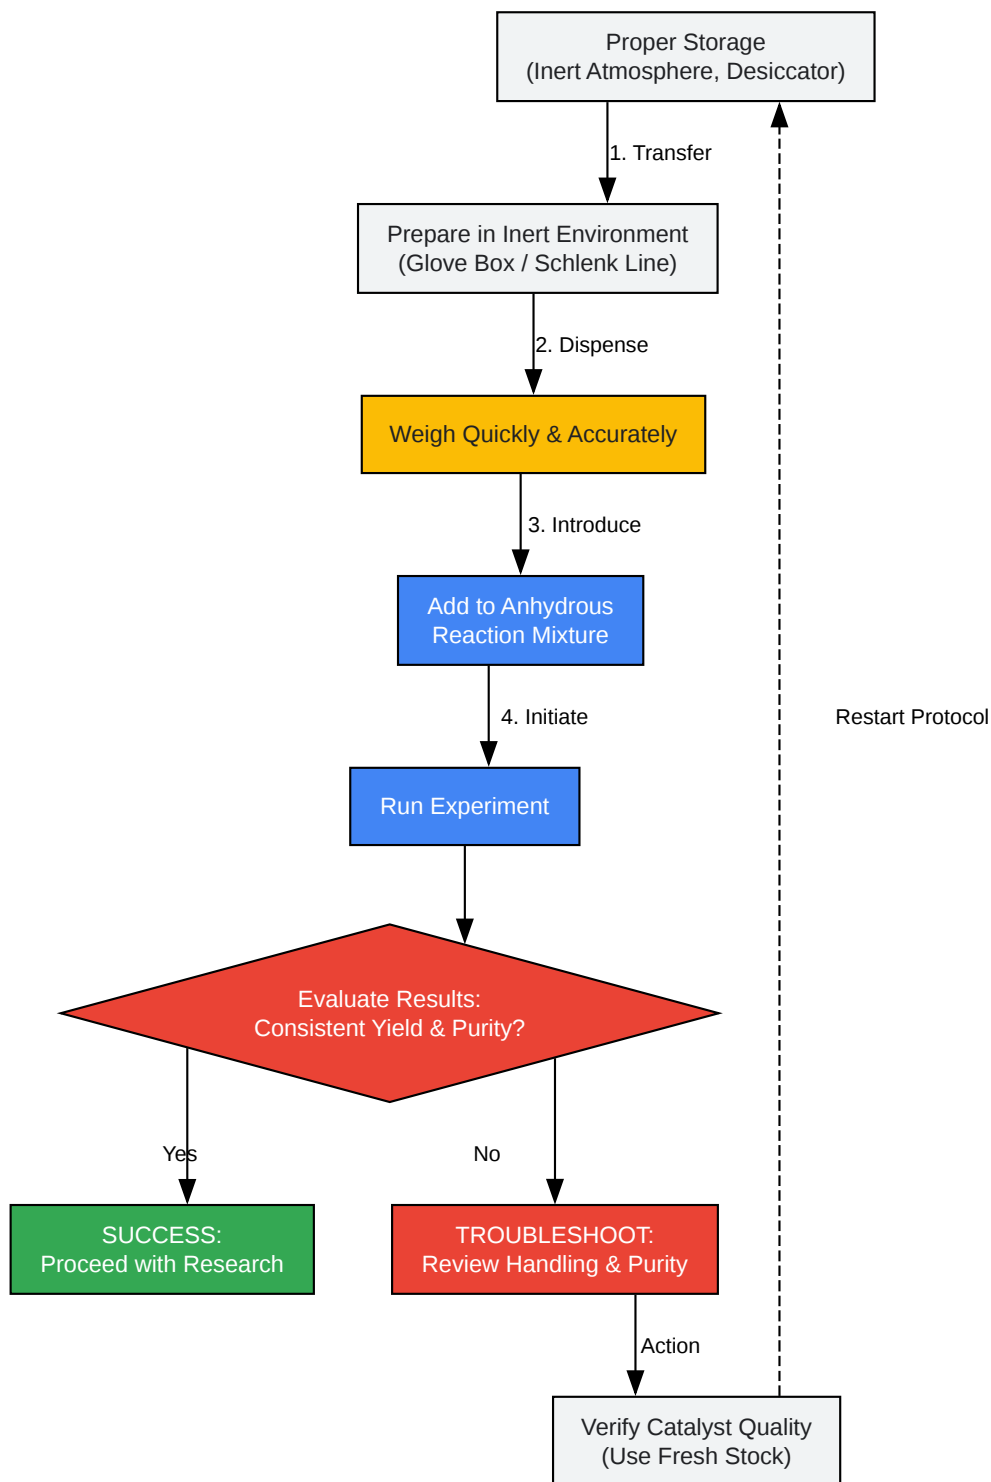 Proper Storage
(Inert Atmosphere, Desiccator)
1. Transfer
Prepare in Inert Environment
(Glove Box / Schlenk Line)
2. Dispense
Weigh Quickly & Accurately
3. Introduce
Add to Anhydrous
Reaction Mixture
4. Initiate
Restart Protocol
Run Experiment
Evaluate Results:
Consistent Yield & Purity?
Yes
No
SUCCESS:
Proceed with Research
TROUBLESHOOT:
Review Handling & Purity
Action
Verify Catalyst Quality
(Use Fresh Stock)